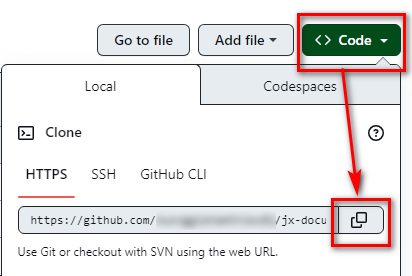 Go to file Add file <> Code
Local Codespaces
Clone
HTTPS SSH GitHub CLI
https://github.com/ /jx-docu
Use Git or checkout with SVN using the web URL.